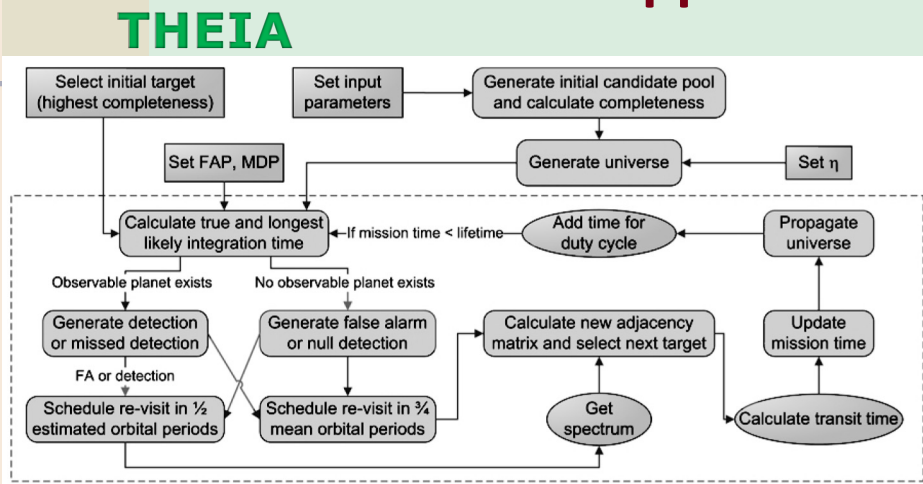 THEIA
Select initial target
(highest completeness)
Set input
parameters
Generate initial candidate pool
and calculate completeness
Set FAP, MDP
Generate universe
Set η
Calculate true and longest
likely integration time
If mission time < lifetime
Add time for
duty cycle
Propagate
universe
Observable planet exists
No observable planet exists
Generate detection
or missed detection
Generate false alarm
or null detection
Calculate new adjacency
matrix and select next target
Update
mission time
FA or detection
Schedule re-visit in ½
estimated orbital periods
Schedule re-visit in ¾
mean orbital periods
Get
spectrum
Calculate transit time